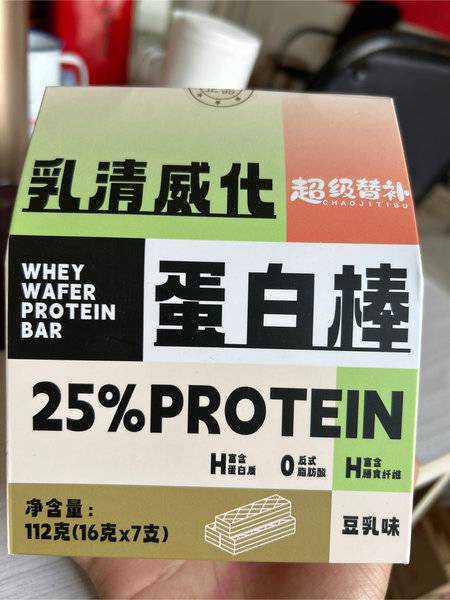 乳清威化
超级替补
CHAOJITIBU
WHEY
WAFER
PROTEIN
BAR
蛋白棒
25%PROTEIN
H富含
蛋白质
0反式
脂肪酸
H富含
膳食纤维
净含量：
112克(16克x7支)
豆乳味